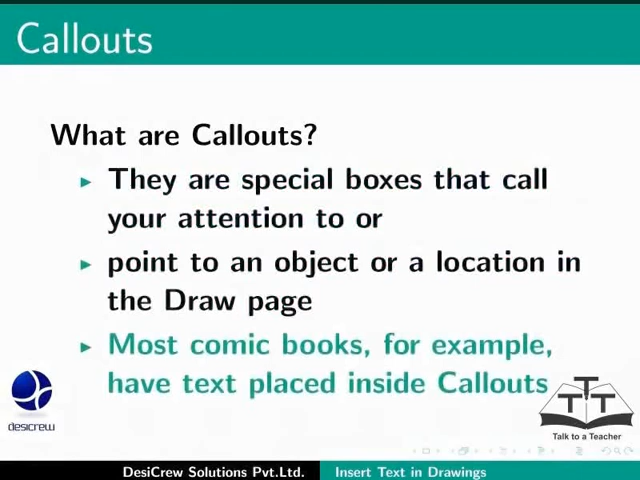 Callouts
What are Callouts?
They are special boxes that call
your attention to or
point to an object or a location in
the Draw page
Most comic books, for example,
have text placed inside Callouts
desicrew
TTT
Talk to a Teacher
DesiCrew Solutions Pvt.Ltd. Insert Text in Drawings